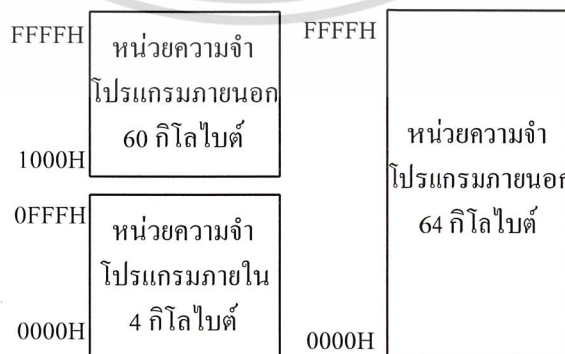 FFFFH
หน่วยความจำ
โปรแกรมภายนอก
60 กิโลไบต์
1000H
0FFFH
หน่วยความจำ
โปรแกรมภายใน
4 กิโลไบต์
0000H
FFFFH
หน่วยความจำ
โปรแกรมภายนอก
64 กิโลไบต์
0000H